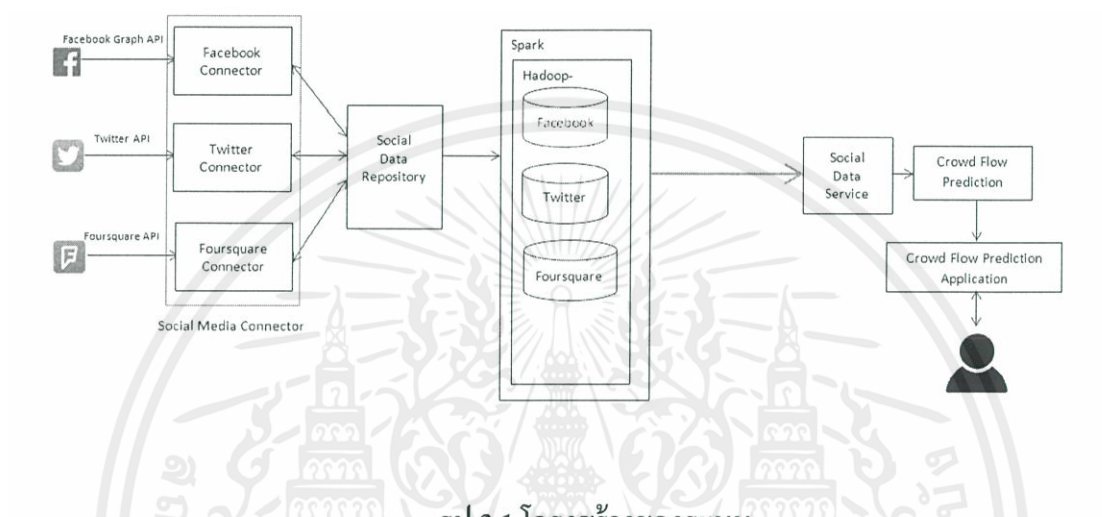 Facebook Graph API
Facebook
Connector
Twitter API
Twitter
Connector
Foursquare API
Foursquare
Connector
Social Media Connector
Social
Data
Repository
Spark
Hadoop-
Facebook
Twitter
Foursquare
Social
Data
Service
Crowd Flow
Prediction
Crowd Flow Prediction
Application